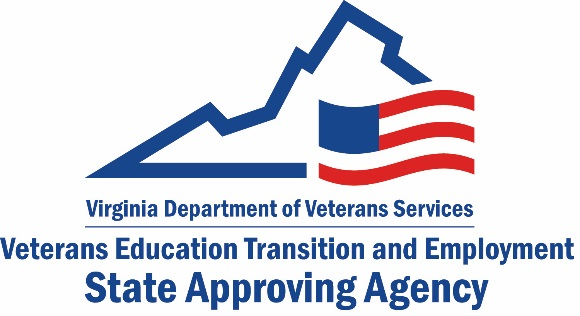 Virginia Department of Veterans Services
Veterans Education Transition and Employment
State Approving Agency